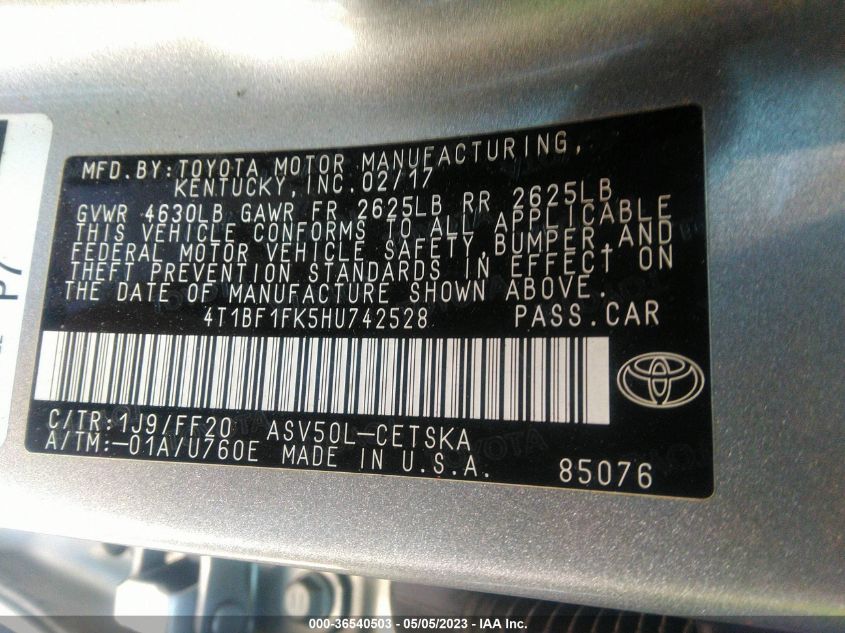 MFD.BY:TOYOTA MOTOR MANUFACTURING,
KENTUCKY, INC. 02/17
GVWR 4630LB GAWR FR 2625LB RR 2625LB
THIS VEHICLE CONFORMS TO ALL APPLICABLE
FEDERAL MOTOR VEHICLE SAFETY, BUMPER, AND
THEFT PREVENTION STANDARDS IN EFFECT ON
THE DATE OF MANUFACTURE SHOWN ABOVE.
4T1BF1FK5HU742528 PASS.CAR
C/TR:1J9/FF20 ASV50L-CETSKA
A/TM:-01A/U760E MADE IN U.S.A. 85076
P7
000-36540503 - 05/05/2023 - IAA Inc.